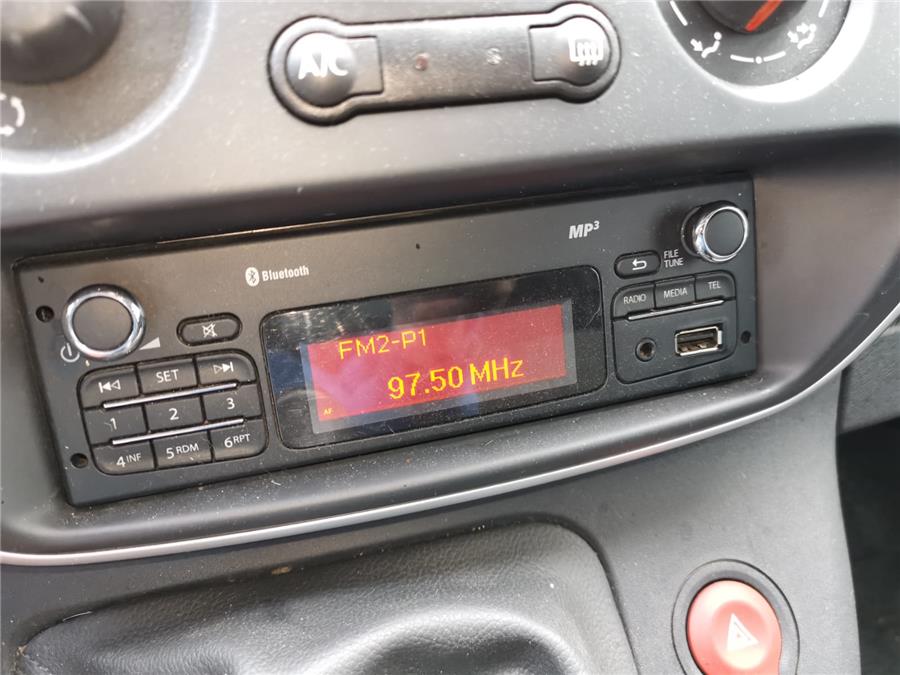 A/C
MP3
Bluetooth
FILE
TUNE
RADIO MEDIA TEL
FM2-P1
97.50 MHz
AF
SET
1 2 3
4 INF 5 RDM 6 RPT